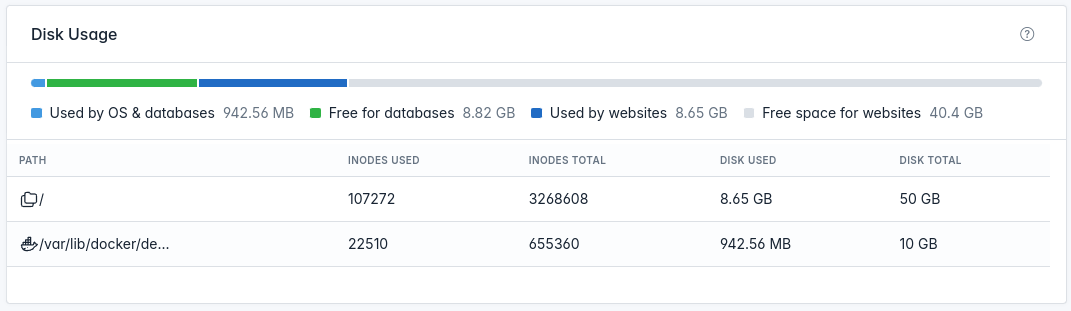 Disk Usage
Used by OS & databases 942.56 MB Free for databases 8.82 GB Used by websites 8.65 GB Free space for websites 40.4 GB
PATH INODES USED INODES TOTAL DISK USED DISK TOTAL
/ 107272 3268608 8.65 GB 50 GB
/var/lib/docker/de... 22510 655360 942.56 MB 10 GB